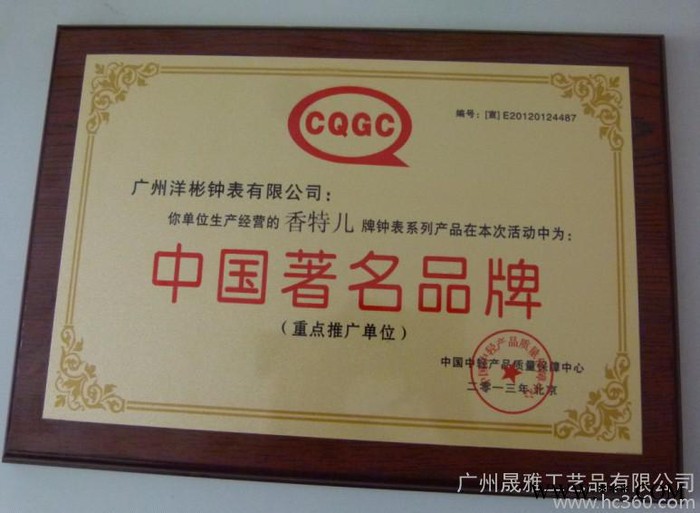 CQGC
编号：[宣] E20120124487
广州洋彬钟表有限公司：
你单位生产经营的 香特儿 牌钟表系列产品在本次活动中为：
中国著名品牌
（重点推广单位）
中国中轻产品质量保障中心
二零一三年 北京
广州晟雅工艺品有限公司
www.hc360.com